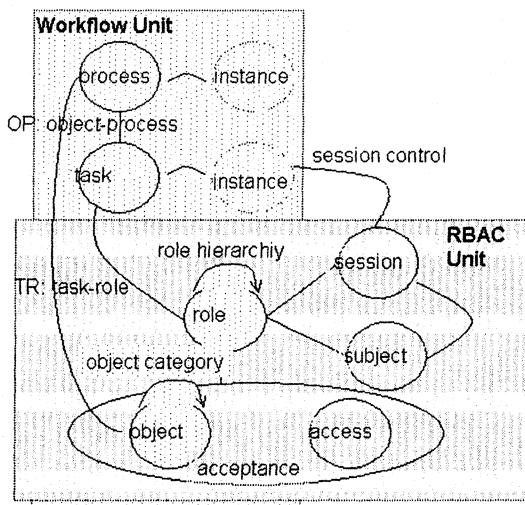 Workflow Unit
process
instance
OP: object-process
task
instance
session control
RBAC
Unit
role hierarchiy
session
TR: task-role
role
subject
object category
object
access
acceptance